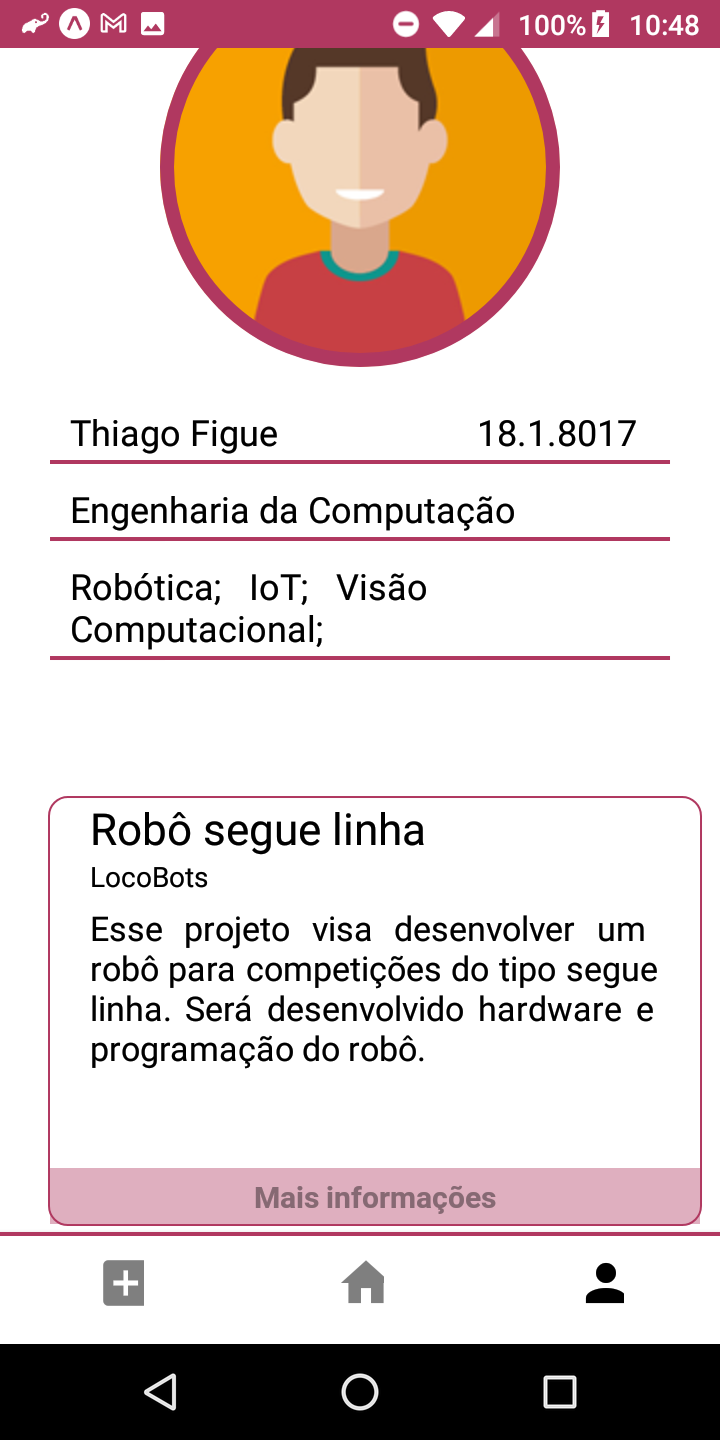 100% 10:48
Thiago Figue 18.1.8017
Engenharia da Computação
Robótica; IoT; Visão
Computacional;
Robô segue linha
LocoBots
Esse projeto visa desenvolver um
robô para competições do tipo segue
linha. Será desenvolvido hardware e
programação do robô.
Mais informações